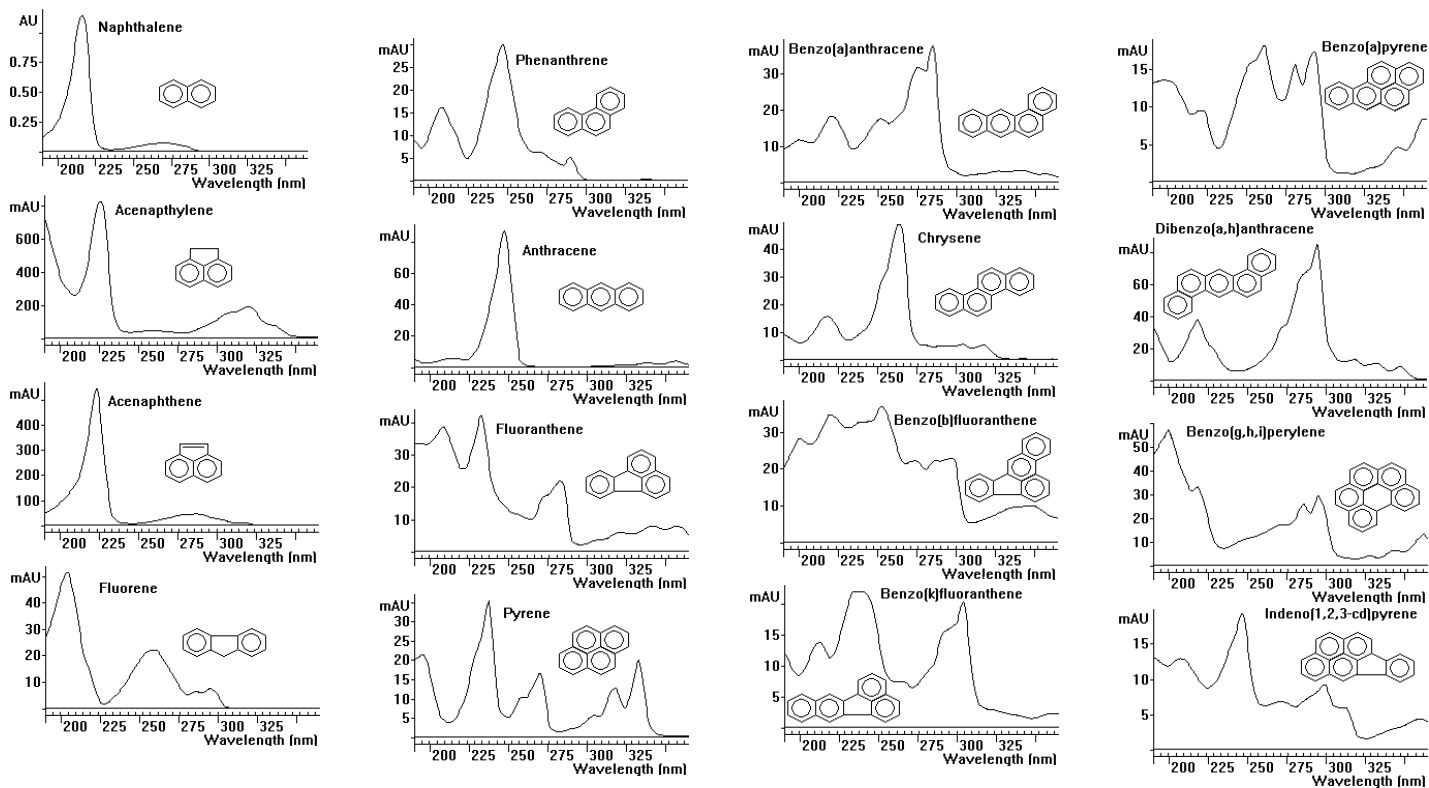 AU
Naphthalene
0.75
0.50
0.25
200 225 250 275 300 325
Wavelength (nm)
mAU
Acenapthylene
600
400
200
200 225 250 275 300 325
Wavelength (nm)
mAU
Acenaphthene
400
300
200
100
200 225 250 275 300 325
Wavelength (nm)
mAU
Fluorene
40
30
20
10
200 225 250 275 300 325
Wavelength (nm)
mAU
Phenanthrene
25
20
15
10
5
200 225 250 275 300 325
Wavelength (nm)
mAU
Anthracene
60
40
20
200 225 250 275 300 325
Wavelength (nm)
mAU
Fluoranthene
30
20
10
200 225 250 275 300 325
Wavelength (nm)
mAU
Pyrene
25
20
15
10
5
200 225 250 275 300 325
Wavelength (nm)
mAU
Benzo(a)anthracene
30
20
10
200 225 250 275 300 325
Wavelength (nm)
mAU
Chrysene
40
30
20
10
200 225 250 275 300 325
Wavelength (nm)
mAU
Benzo(b)fluoranthene
30
20
10
200 225 250 275 300 325
Wavelength (nm)
mAU
Benzo(k)fluoranthene
15
10
5
200 225 250 275 300 325
Wavelength (nm)
mAU
Benzo(a)pyrene
15
10
5
200 225 250 275 300 325
Wavelength (nm)
Dibenzo(a,h)anthracene
mAU
60
40
20
200 225 250 275 300 325
Wavelength (nm)
mAU
Benzo(g,h,i)perylene
50
40
30
20
10
200 225 250 275 300 325
Wavelength (nm)
mAU
Indeno(1,2,3-cd)pyrene
15
10
5
200 225 250 275 300 325
Wavelength (nm)